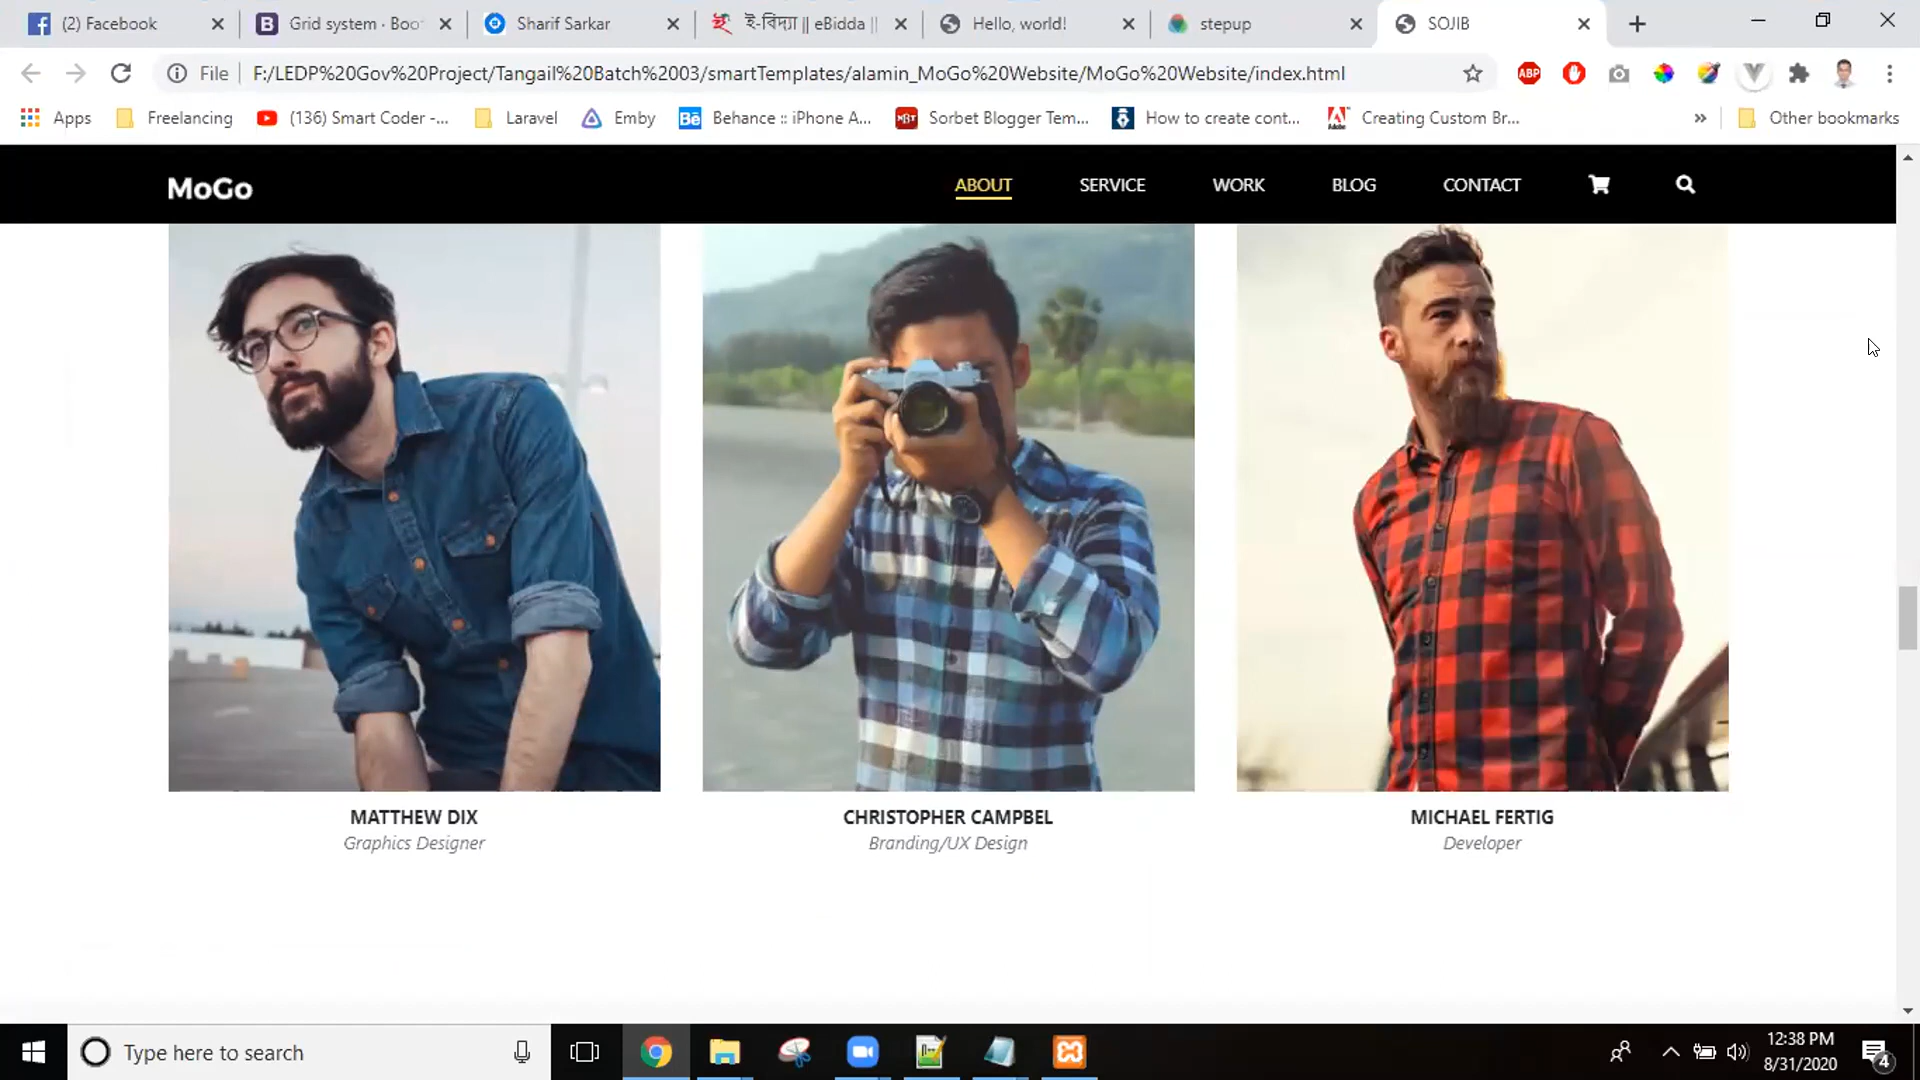 (2) Facebook
Grid system · Boo
Sharif Sarkar
ই-বিদ্যা || eBidda ||
Hello, world!
stepup
SOJIB
File
F:/LEDP%20Gov%20Project/Tangail%20Batch%2003/smartTemplates/alamin_MoGo%20Website/MoGo%20Website/index.html
ABP
Apps
Freelancing
(136) Smart Coder -...
Laravel
Emby
Behance :: iPhone A...
MBT
Sorbet Blogger Tem...
How to create cont...
Creating Custom Br...
Other bookmarks
MoGo
ABOUT
SERVICE
WORK
BLOG
CONTACT
MATTHEW DIX
Graphics Designer
CHRISTOPHER CAMPBEL
Branding/UX Design
MICHAEL FERTIG
Developer
Type here to search
12:38 PM
8/31/2020
4